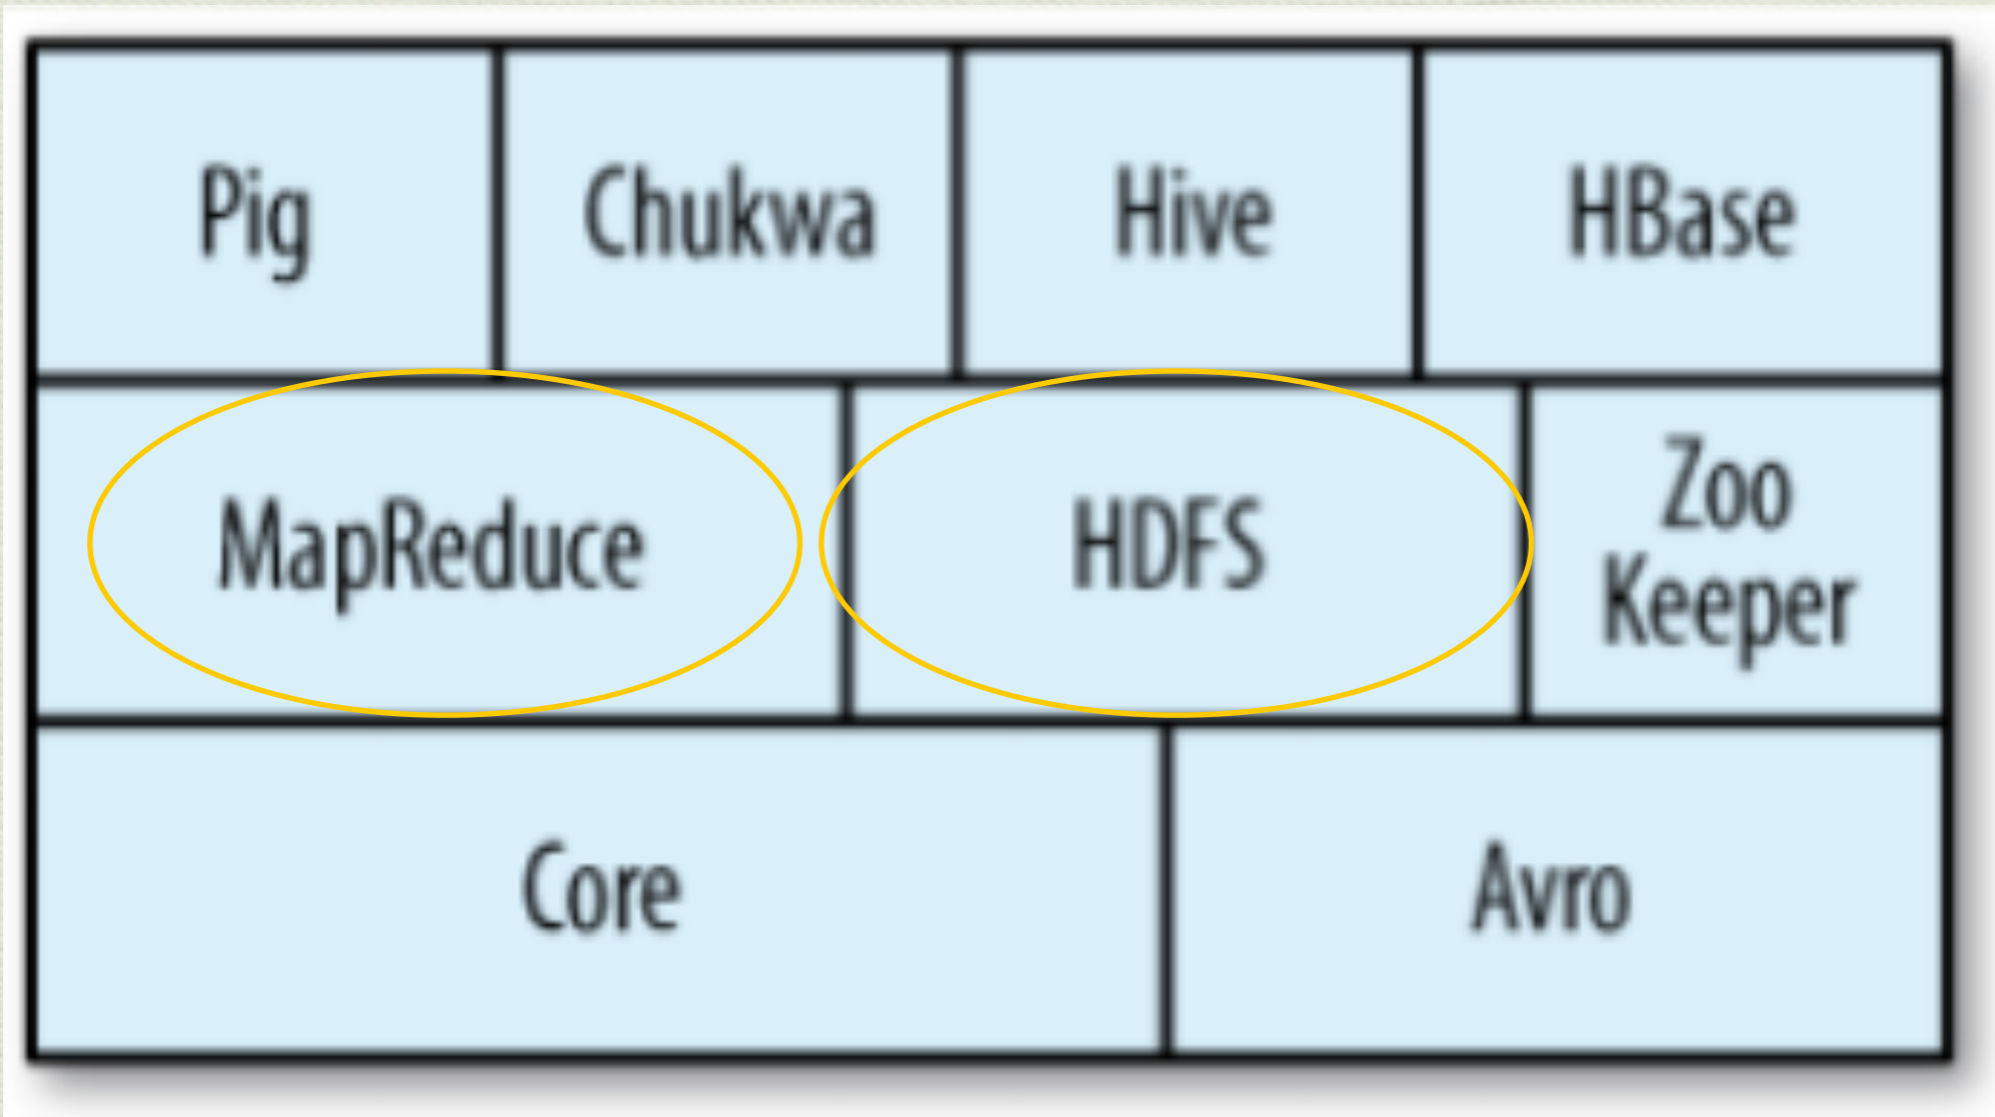 Pig
Chukwa
Hive
HBase
MapReduce
HDFS
Zoo
Keeper
Core
Avro